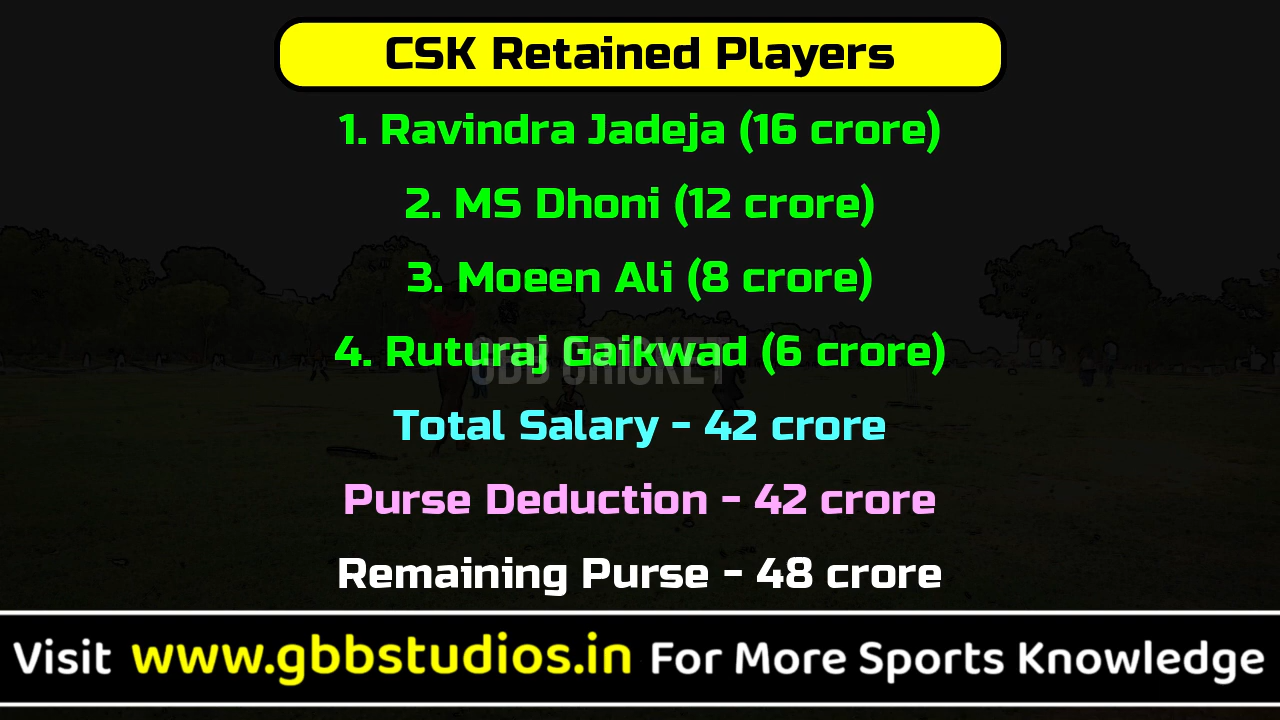 CSK Retained Players
1. Ravindra Jadeja (16 crore)
2. MS Dhoni (12 crore)
3. Moeen Ali (8 crore)
4. Ruturaj Gaikwad (6 crore)
GBB CRICKET
Total Salary - 42 crore
Purse Deduction - 42 crore
Remaining Purse - 48 crore
Visit www.gbbstudios.in For More Sports Knowledge